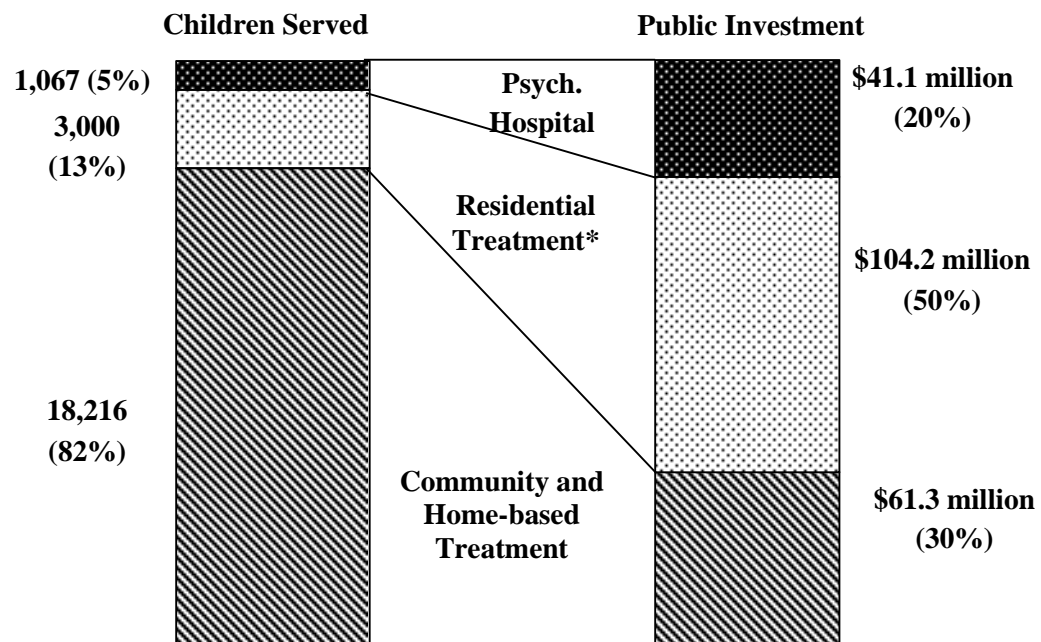 Children Served
Public Investment
1,067 (5%)
3,000
(13%)
18,216
(82%)
Psych.
Hospital
Residential
Treatment*
Community and
Home-based
Treatment
$41.1 million
(20%)
$104.2 million
(50%)
$61.3 million
(30%)